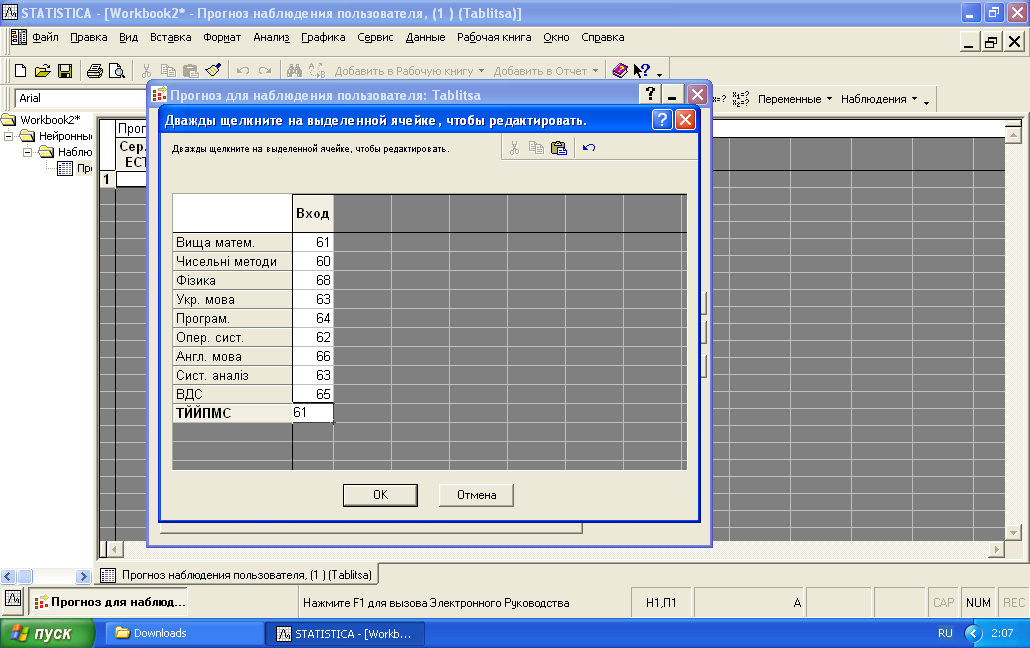 STATISTICA - [Workbook2* - Прогноз наблюдения пользователя, (1 ) (Tablitsa)]
Файл Правка Вид Вставка Формат Анализ Графика Сервис Данные Рабочая книга Окно Справка
Добавить в Рабочую книгу Добавить в Отчет
Arial
Переменные Наблюдения
Прогноз для наблюдения пользователя: Tablitsa
Дважды щелкните на выделенной ячейке, чтобы редактировать.
Дважды щелкните на выделенной ячейке, чтобы редактировать.
Workbook2*
Нейронны
Наблю
Пр
Прог
Сер.
ЕСТ
1
Вход
Вища матем. 61
Чисельні методи 60
Фізика 68
Укр. мова 63
Програм. 64
Опер. сист. 62
Англ. мова 66
Сист. аналіз 63
ВДС 65
ТЙЙПМС 61
OK Отмена
Прогноз наблюдения пользователя, (1 ) (Tablitsa)
Прогноз для наблюд... Нажмите F1 для вызова Электронного Руководства Н1,П1 А CAP NUM REC
пуск Downloads STATISTICA - [Workb... RU 2:07